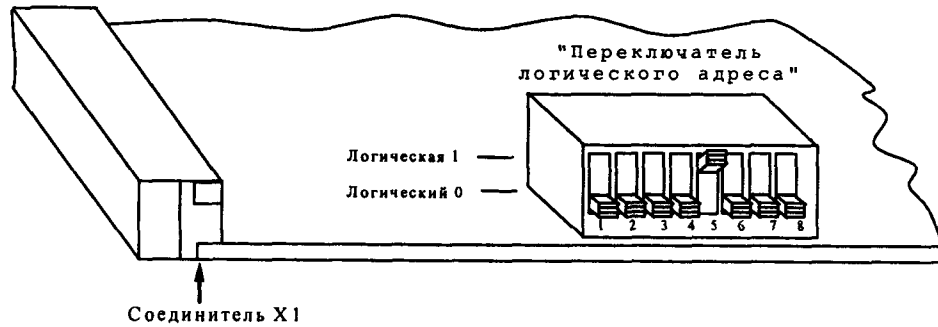 "Переключатель
логического адреса"
Логическая 1
Логический 0
1 2 3 4 5 6 7 8
Соединитель X1